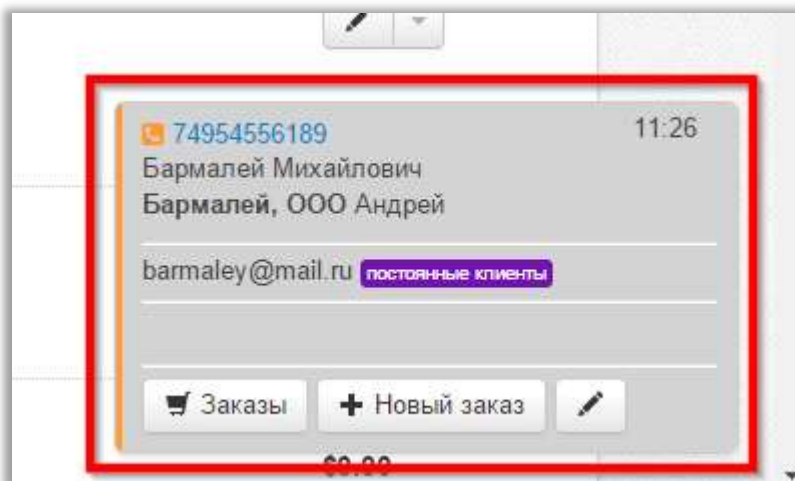 74954556189 11:26
Бармалей Михайлович
Бармалей, ООО Андрей
barmaley@mail.ru постоянные клиенты
Заказы Новый заказ